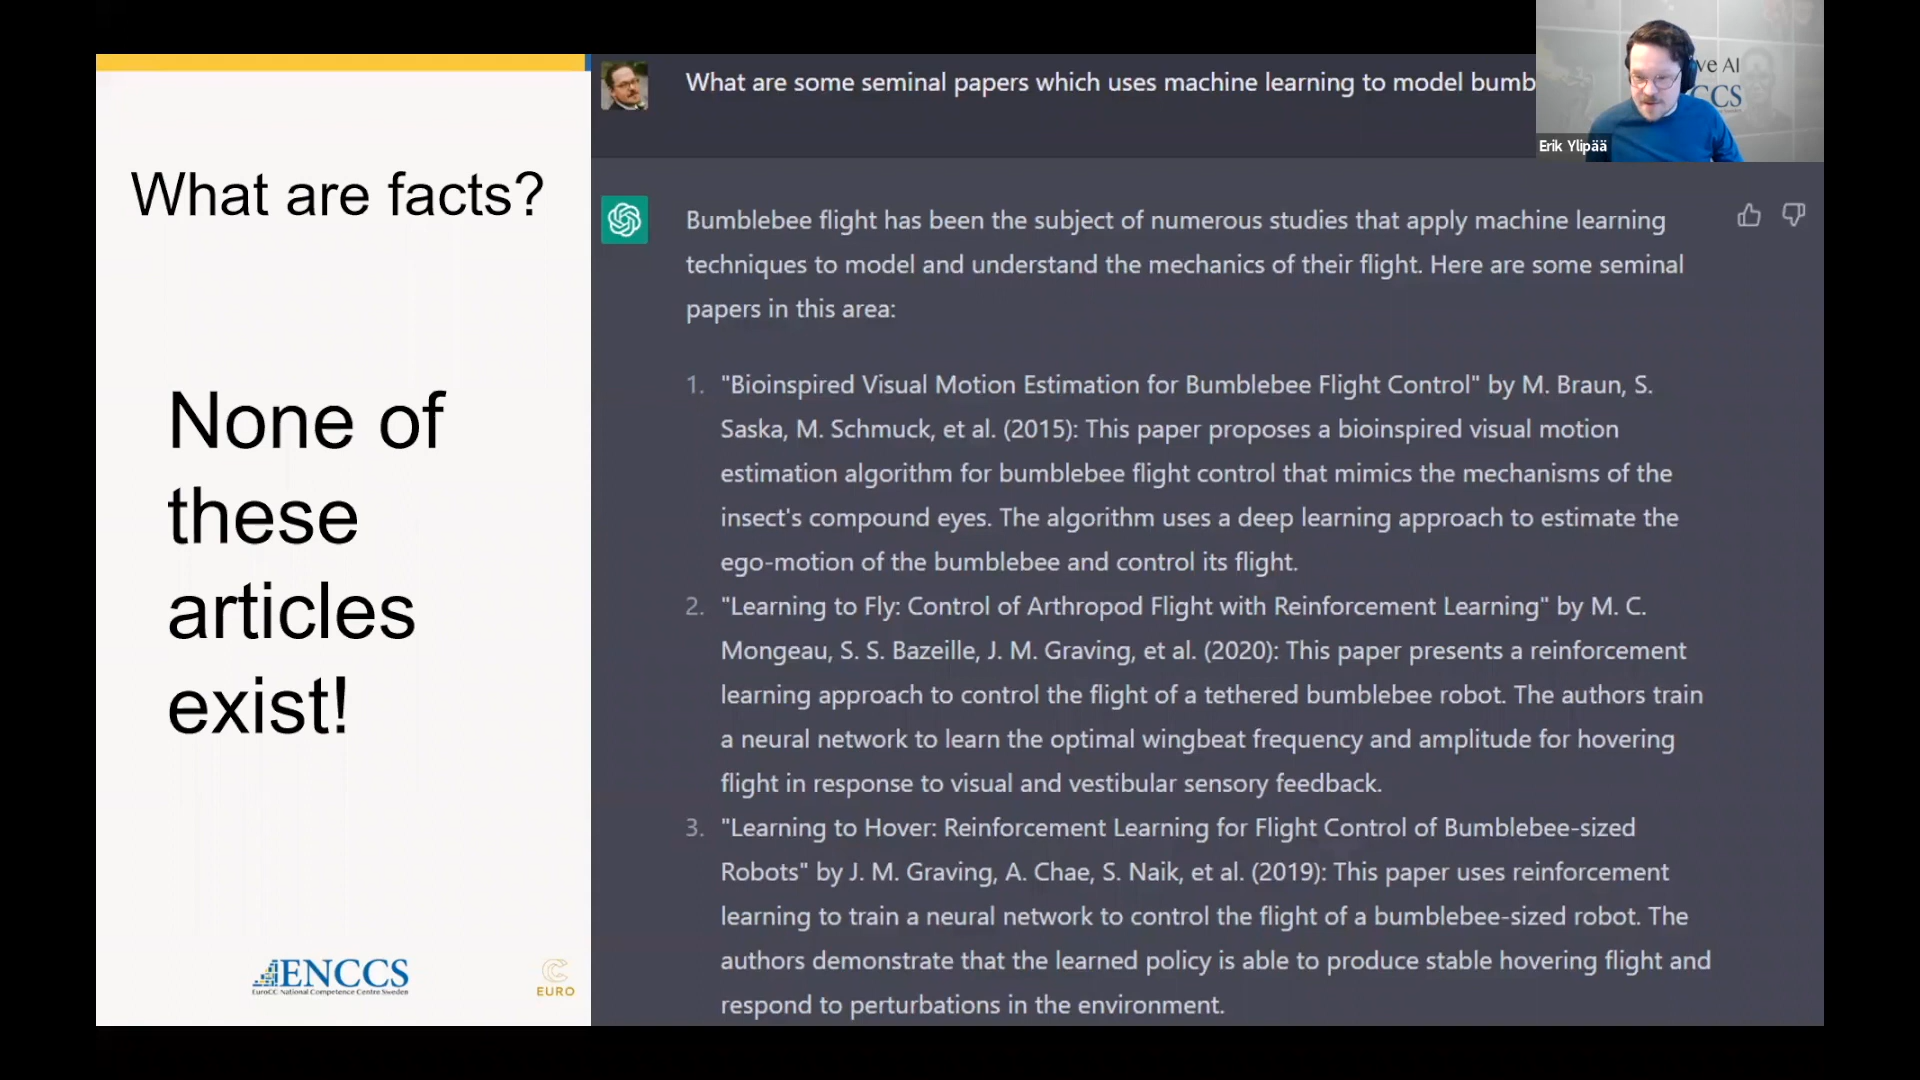 What are facts?
None of
these
articles
exist!
ENCCS
EuroCC National Competence Centre Sweden
EURO
What are some seminal papers which uses machine learning to model bumb
Bumblebee flight has been the subject of numerous studies that apply machine learning
techniques to model and understand the mechanics of their flight. Here are some seminal
papers in this area:
1. "Bioinspired Visual Motion Estimation for Bumblebee Flight Control" by M. Braun, S.
Saska, M. Schmuck, et al. (2015): This paper proposes a bioinspired visual motion
estimation algorithm for bumblebee flight control that mimics the mechanisms of the
insect's compound eyes. The algorithm uses a deep learning approach to estimate the
ego-motion of the bumblebee and control its flight.
2. "Learning to Fly: Control of Arthropod Flight with Reinforcement Learning" by M. C.
Mongeau, S. S. Bazeille, J. M. Graving, et al. (2020): This paper presents a reinforcement
learning approach to control the flight of a tethered bumblebee robot. The authors train
a neural network to learn the optimal wingbeat frequency and amplitude for hovering
flight in response to visual and vestibular sensory feedback.
3. "Learning to Hover: Reinforcement Learning for Flight Control of Bumblebee-sized
Robots" by J. M. Graving, A. Chae, S. Naik, et al. (2019): This paper uses reinforcement
learning to train a neural network to control the flight of a bumblebee-sized robot. The
authors demonstrate that the learned policy is able to produce stable hovering flight and
respond to perturbations in the environment.
ve AI
CCS
Erik Ylipää